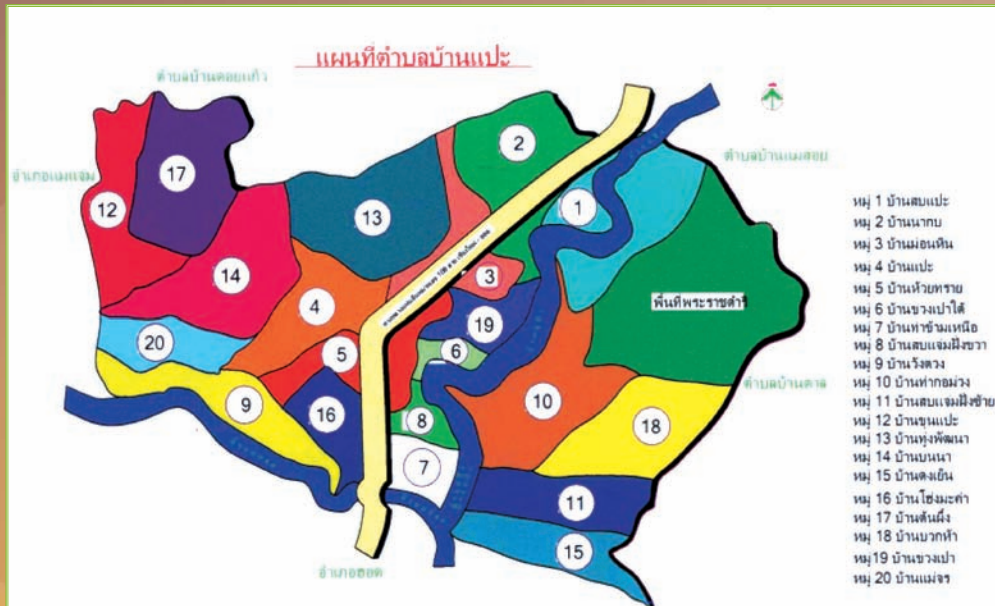 แผนที่ตำบลบ้านแปะ
ตำบลบ้านดอยแก้ว
ตำบลบ้านแม่สอย
อำเภอแม่แจ่ม
2
17
1
12
13
3
14
4
19
พื้นที่พระราชดำริ
20
5
6
ตำบลบ้านตาล
10
9
16
8
18
7
11
15
อำเภอฮอด
หมู่ 1 บ้านสบแปะ
หมู่ 2 บ้านนากบ
หมู่ 3 บ้านม่อนหิน
หมู่ 4 บ้านแปะ
หมู่ 5 บ้านห้วยทราย
หมู่ 6 บ้านขวงเปาใต้
หมู่ 7 บ้านท่าข้ามเหนือ
หมู่ 8 บ้านสบแจ่มฝั่งขวา
หมู่ 9 บ้านวังตวง
หมู่ 10 บ้านท่ากอม่วง
หมู่ 11 บ้านสบแจ่มฝั่งซ้าย
หมู่ 12 บ้านขุนแปะ
หมู่ 13 บ้านทุ่งพัฒนา
หมู่ 14 บ้านบนนา
หมู่ 15 บ้านดงเย็น
หมู่ 16 บ้านโฮ่งมะค่า
หมู่ 17 บ้านต้นผึ้ง
หมู่ 18 บ้านบวกห้า
หมู่19 บ้านขวงเปา
หมู่ 20 บ้านแม่จร